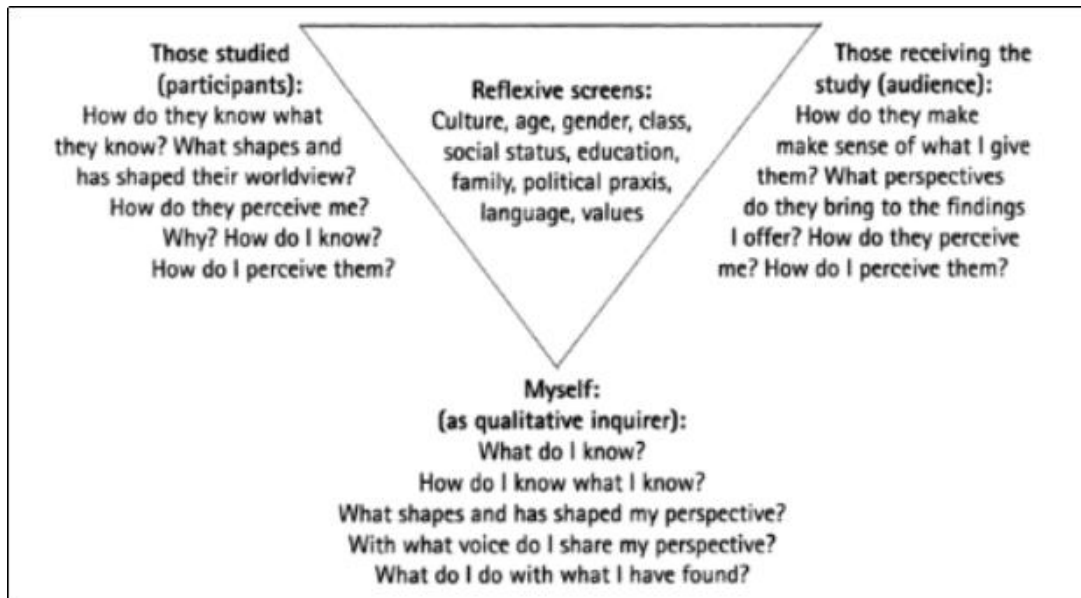 Those studied
(participants):
How do they know what
they know? What shapes and
has shaped their worldview?
How do they perceive me?
Why? How do I know?
How do I perceive them?
Reflexive screens:
Culture, age, gender, class,
social status, education,
family, political praxis,
language, values
Those receiving the
study (audience):
How do they make
make sense of what I give
them? What perspectives
do they bring to the findings
I offer? How do they perceive
me? How do I perceive them?
Myself:
(as qualitative inquirer):
What do I know?
How do I know what I know?
What shapes and has shaped my perspective?
With what voice do I share my perspective?
What do I do with what I have found?